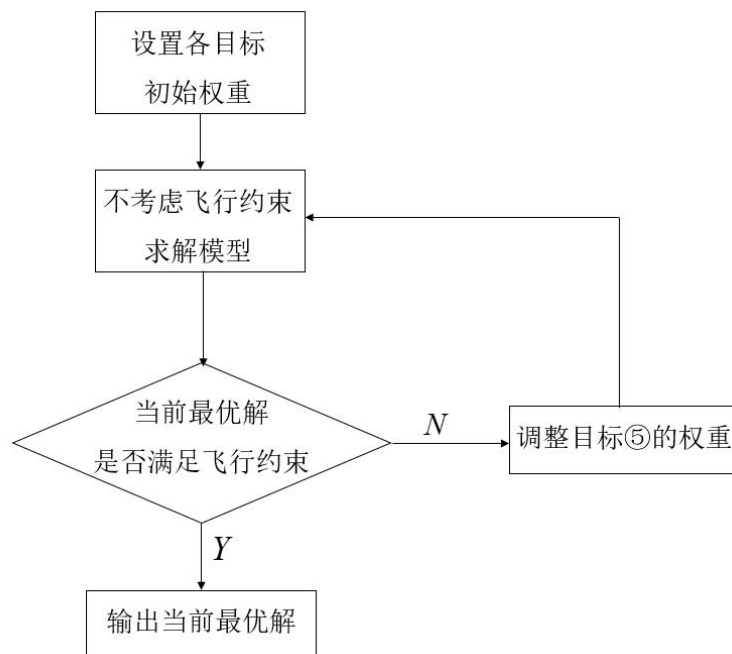 设置各目标
初始权重
不考虑飞行约束
求解模型
当前最优解
是否满足飞行约束
N
调整目标⑤的权重
Y
输出当前最优解